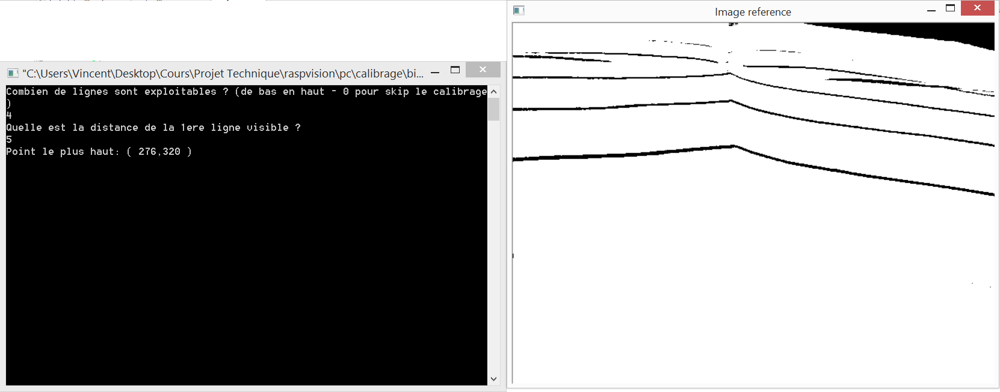 "C:\Users\Vincent\Desktop\Cours\Projet Technique\raspvision\pc\calibrage\bi...
Combien de lignes sont exploitables ? (de bas en haut - 0 pour skip le calibrage
)
4
Quelle est la distance de la 1ere ligne visible ?
5
Point le plus haut: ( 276,320 )
Image reference